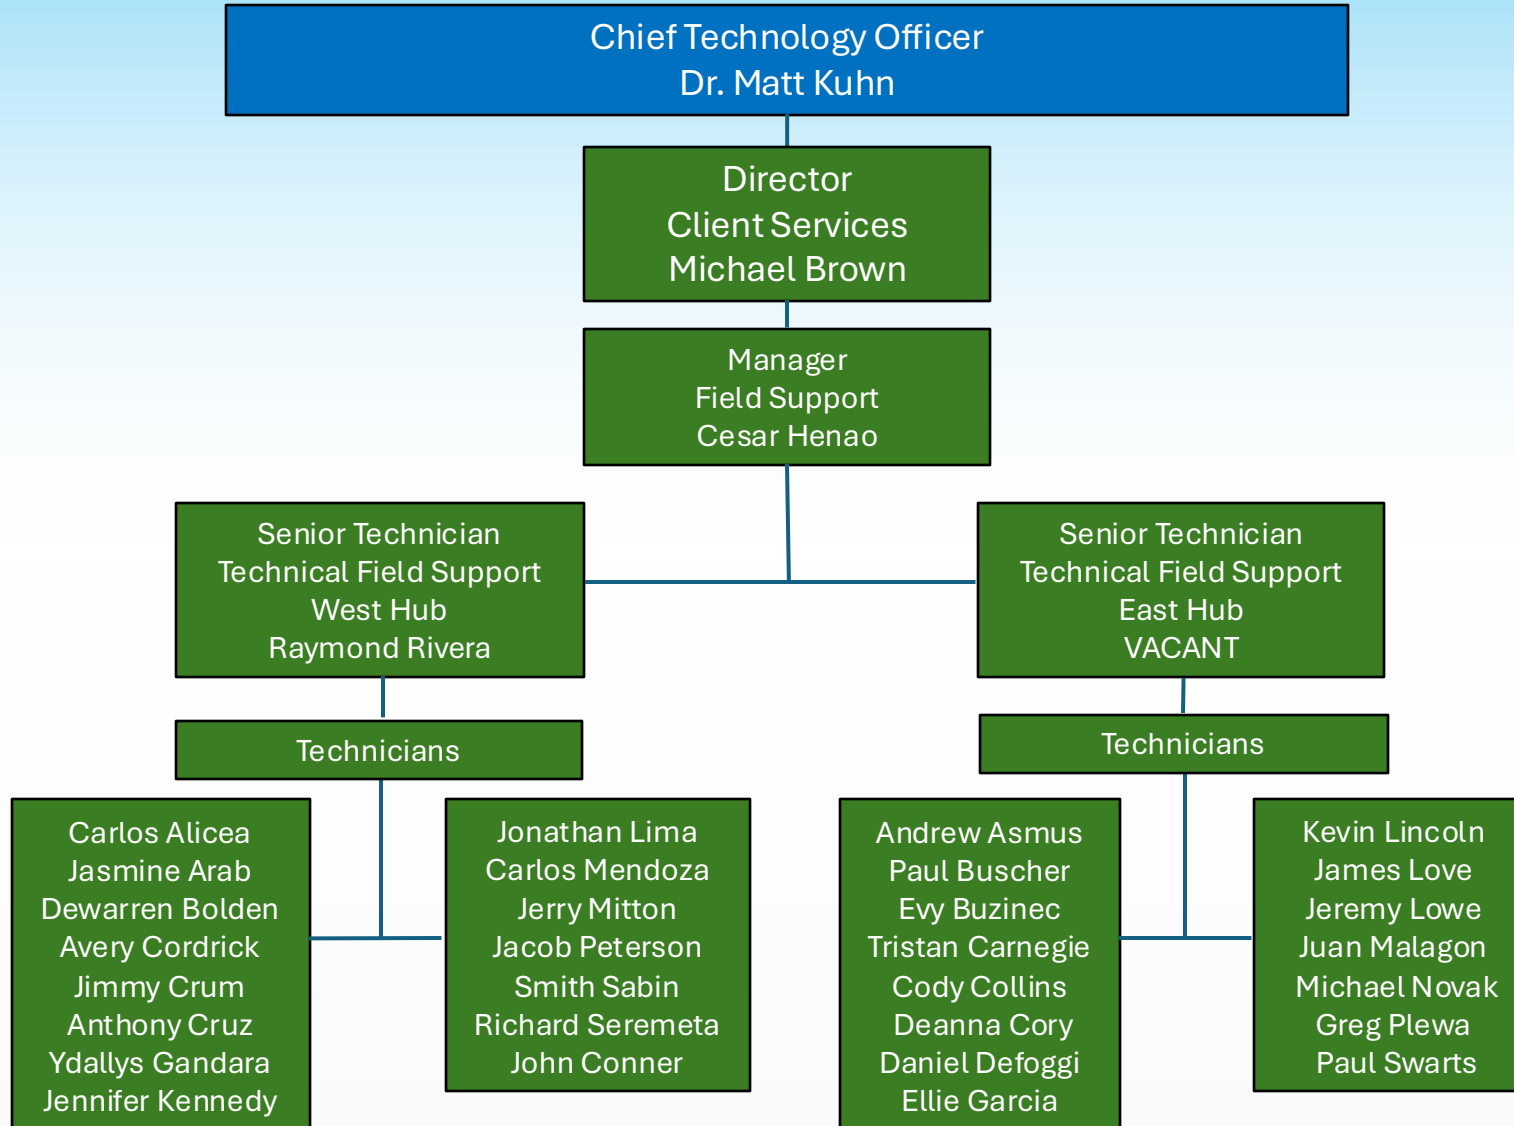 Chief Technology Officer
Dr. Matt Kuhn
Director
Client Services
Michael Brown
Manager
Field Support
Cesar Henao
Senior Technician
Technical Field Support
West Hub
Raymond Rivera
Senior Technician
Technical Field Support
East Hub
VACANT
Technicians
Technicians
Carlos Alicea
Jasmine Arab
Dewarren Bolden
Avery Cordrick
Jimmy Crum
Anthony Cruz
Ydallys Gandara
Jennifer Kennedy
Jonathan Lima
Carlos Mendoza
Jerry Mitton
Jacob Peterson
Smith Sabin
Richard Seremeta
John Conner
Andrew Asmus
Paul Buscher
Evy Buzinec
Tristan Carnegie
Cody Collins
Deanna Cory
Daniel Defoggi
Ellie Garcia
Kevin Lincoln
James Love
Jeremy Lowe
Juan Malagon
Michael Novak
Greg Plewa
Paul Swarts